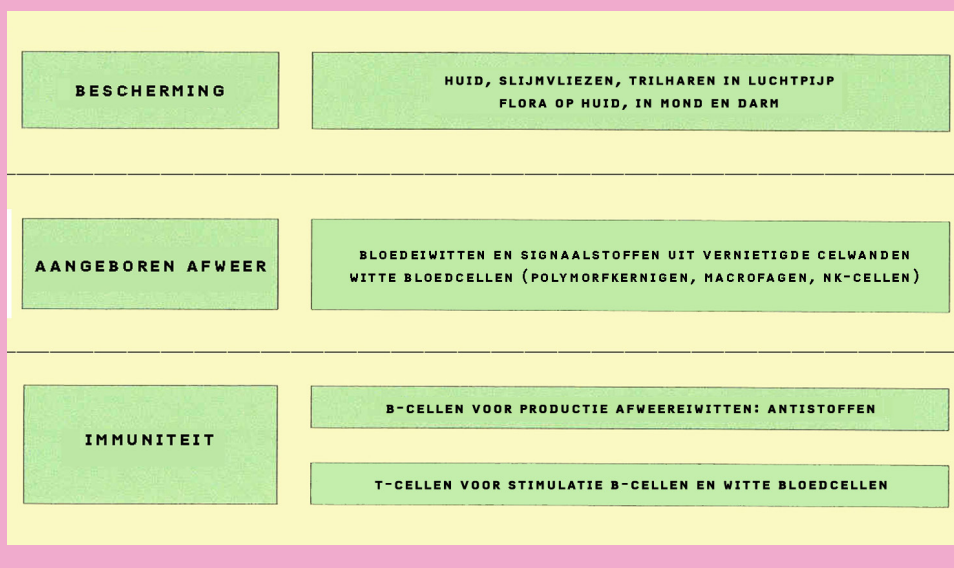 BESCHERMING
HUID, SLIJMVLIEZEN, TRILHAREN IN LUCHTPIJP
FLORA OP HUID, IN MOND EN DARM
AANGEBOREN AFWEER
BLOEDEIWITTEN EN SIGNAALSTOFFEN UIT VERNIETIGDE CELWANDEN
WITTE BLOEDCELLEN (POLYMORFKERNIGEN, MACROFAGEN, NK-CELLEN)
IMMUNITEIT
B-CELLEN VOOR PRODUCTIE AFWEEREIWITTEN: ANTISTOFFEN
T-CELLEN VOOR STIMULATIE B-CELLEN EN WITTE BLOEDCELLEN